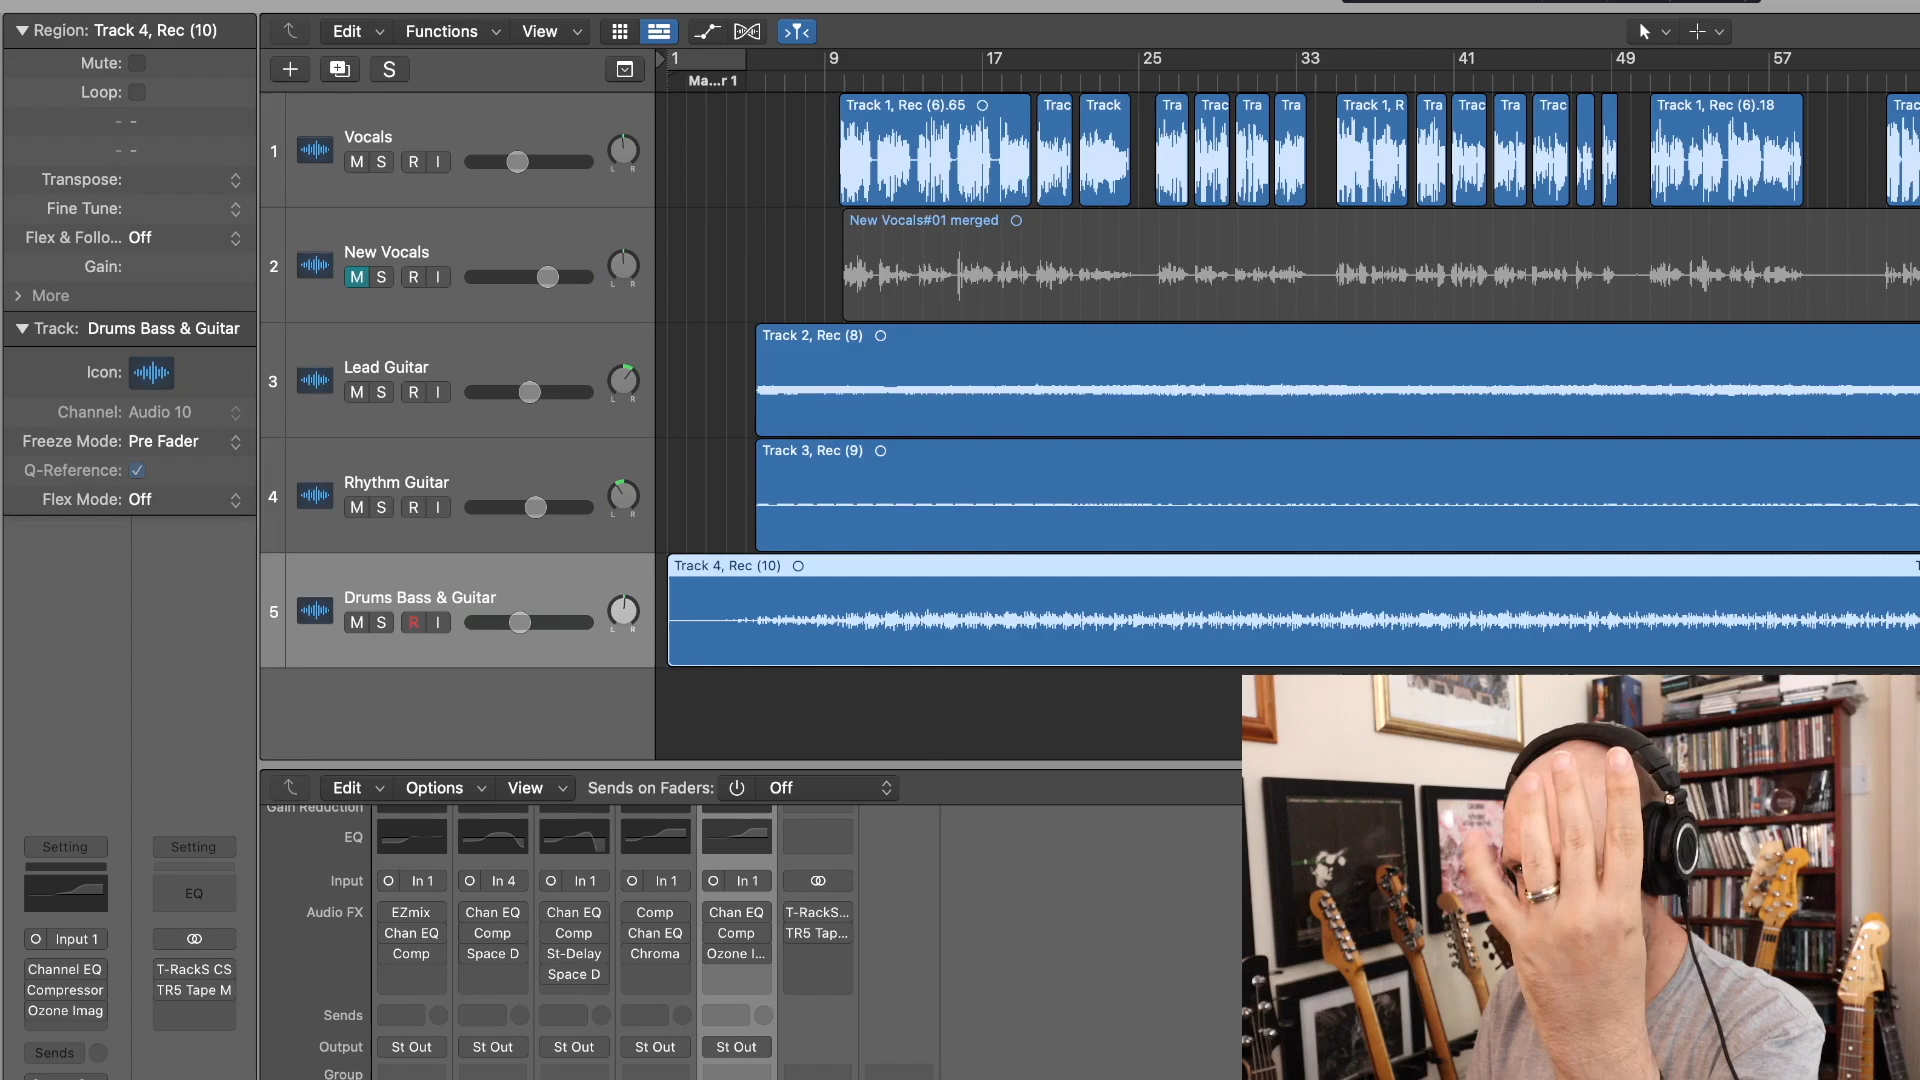 Region: Track 4, Rec (10)
Mute:
Loop:
- -
- -
Transpose:
Fine Tune:
Flex & Follo... Off
Gain:
More
Track: Drums Bass & Guitar
Icon:
Channel: Audio 10
Freeze Mode: Pre Fader
Q-Reference:
Flex Mode: Off
Setting Setting
EQ
Input 1
Channel EQ T-RackS CS
Compressor TR5 Tape M
Ozone Imag
Sends
Edit Functions View
S
1 9 17 25 33 41 49 57
Ma...r 1
1 Vocals
M S R I
L R
Track 1, Rec (6).65 Trac Track Tra Trac Tra Tra Track 1, R Tra Trac Tra Trac Track 1, Rec (6).18 Trac
2 New Vocals
M S R I
L R
New Vocals#01 merged
3 Lead Guitar
M S R I
L R
Track 2, Rec (8)
4 Rhythm Guitar
M S R I
L R
Track 3, Rec (9)
5 Drums Bass & Guitar
M S R I
L R
Track 4, Rec (10)
Edit Options View Sends on Faders: Off
Gain Reduction
EQ
Input In 1 In 4 In 1 In 1 In 1
Audio FX EZmix Chan EQ Chan EQ Comp Chan EQ T-RackS...
Chan EQ Comp Comp Chan EQ Comp TR5 Tap...
Comp Space D St-Delay Chroma Ozone I...
Space D
Sends
Output St Out St Out St Out St Out St Out
Group